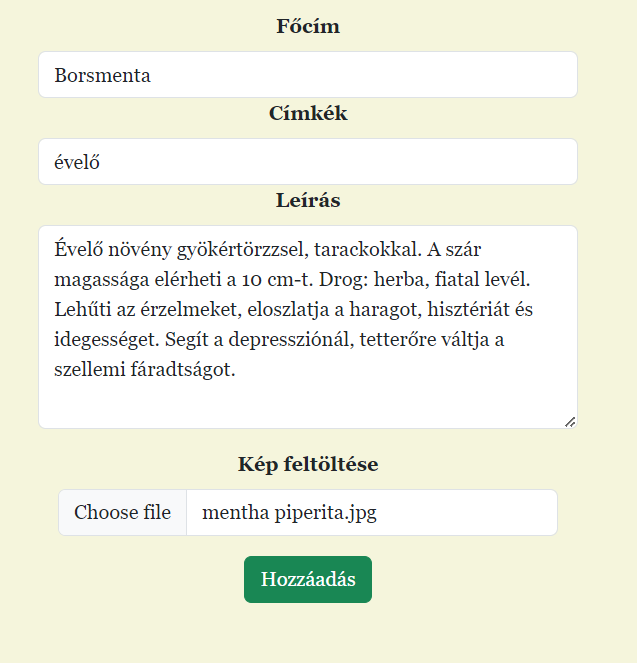 Főcím
Borsmenta
Címkék
évelő
Leírás
Évelő növény gyökértörzzsel, tarackokkal. A szár
magassága elérheti a 10 cm-t. Drog: herba, fiatal levél.
Lehűti az érzelmeket, eloszlatja a haragot, hisztériát és
idegességet. Segít a depressziónál, tetterőre váltja a
szellemi fáradtságot.
Kép feltöltése
Choose file mentha piperita.jpg
Hozzáadás